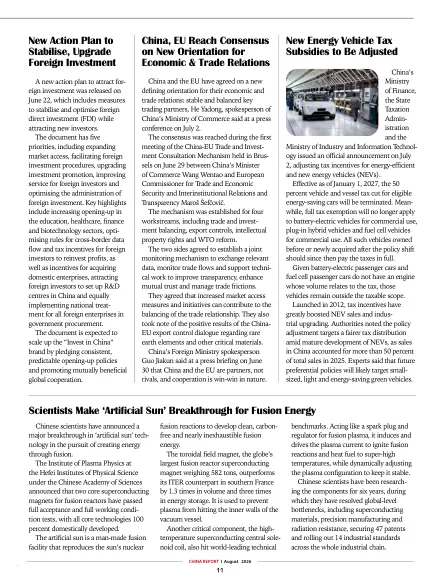 New Action Plan to
Stabilise, Upgrade
Foreign Investment
A new action plan to attract for-
eign investment was released on
June 22, which includes measures
to stabilise and optimise foreign
direct investment (FDI) while
attracting new investors.
The document has five
priorities, including expanding
market access, facilitating foreign
investment procedures, upgrading
investment promotion, improving
service for foreign investors and
optimising the administration of
foreign investment. Key highlights
include increasing opening-up in
the education, healthcare, finance
and biotechnology sectors, opti-
mising rules for cross-border data
flow and tax incentives for foreign
investors to reinvest profits, as
well as incentives for acquiring
domestic enterprises, attracting
foreign investors to set up R&D
centres in China and equally
implementing national treat-
ment for all foreign enterprises in
government procurement.
The document is expected to
scale up the "Invest in China"
brand by pledging consistent,
predictable opening-up policies and
promoting mutually beneficial
global cooperation.
China, EU Reach Consensus
on New Orientation for
Economic & Trade Relations
China and the EU have agreed on a new
defining orientation for their economic and
trade relations: stable and balanced key
trading partners, He Yadong, spokesperson
of China's Ministry of Commerce said at a press
conference on July 2.
The consensus was reached during the first
meeting of the China-EU Trade and Invest-
ment Consultation Mechanism held in Brus-
sels on June 29 between China's Minister
of Commerce Wang Wentao and European
Commissioner for Trade and Economic
Security and Interinstitutional Relations and
Transparency Maroš Šefčovič.
The mechanism was established for four
workstreams, including trade and invest-
ment balancing, export controls, intellectual
property rights and WTO reform.
The two sides agreed to establish a joint
monitoring mechanism to exchange relevant
data, monitor trade flows and support techni-
cal work to improve transparency, enhance
mutual trust and manage trade frictions.
They agreed that increased market access
measures and initiatives can contribute to the
balancing of the trade relationship. They also
took note of the positive results of the China-
EU export control dialogue regarding rare
earth elements and other critical materials.
China's Foreign Ministry spokesperson
Guo Jiakun said at a press briefing on June
30 that China and the EU are partners, not
rivals, and cooperation is win-win in nature.
New Energy Vehicle Tax
Subsidies to Be Adjusted
China's
Ministry
of Finance,
the State
Taxation
Admin-
istration
and the
Ministry of Industry and Information Technol-
ogy issued an official announcement on July
2, adjusting tax incentives for energy-efficient
and new energy vehicles (NEVs).
Effective as of January 1, 2027, the 50
percent vehicle and vessel tax cut for eligible
energy-saving cars will be terminated. Mean-
while, full tax exemption will no longer apply
to battery-electric vehicles for commercial use,
plug-in hybrid vehicles and fuel cell vehicles
for commercial use. All such vehicles owned
before or newly acquired after the policy shift
should since then pay the taxes in full.
Given battery-electric passenger cars and
fuel cell passenger cars do not have an engine
whose volume relates to the tax, those
vehicles remain outside the taxable scope.
Launched in 2012, tax incentives have
greatly boosted NEV sales and indus-
trial upgrading. Authorities noted the policy
adjustment targets a fairer tax distribution
amid mature development of NEVs, as sales
in China accounted for more than 50 percent
of total sales in 2025. Experts said that future
preferential policies will likely target small-
sized, light and energy-saving green vehicles.
Scientists Make 'Artificial Sun' Breakthrough for Fusion Energy
Chinese scientists have announced a
major breakthrough in 'artificial sun' tech-
nology in the pursuit of creating energy
through fusion.
The Institute of Plasma Physics at
the Hefei Institutes of Physical Science
under the Chinese Academy of Sciences
announced that two core superconducting
magnets for fusion reactors have passed
full acceptance and full working condi-
tion tests, with all core technologies 100
percent domestically developed.
The artificial sun is a man-made fusion
facility that reproduces the sun's nuclear
fusion reactions to develop clean, carbon-
free and nearly inexhaustible fusion
energy.
The toroidal field magnet, the globe's
largest fusion reactor superconducting
magnet weighing 582 tons, outperforms
its ITER counterpart in southern France
by 1.3 times in volume and three times
in energy storage. It is used to prevent
plasma from hitting the inner walls of the
vacuum vessel.
Another critical component, the high-
temperature superconducting central sole-
noid coil, also hit world-leading technical
benchmarks. Acting like a spark plug and
regulator for fusion plasma, it induces and
drives the plasma current to ignite fusion
reactions and heat fuel to super-high
temperatures, while dynamically adjusting
the plasma configuration to keep it stable.
Chinese scientists have been research-
ing the components for six years, during
which they have resolved global-level
bottlenecks, including superconducting
materials, precision manufacturing and
radiation resistance, securing 47 patents
and rolling out 14 industrial standards
across the whole industrial chain.
CHINA REPORT | August 2026
11